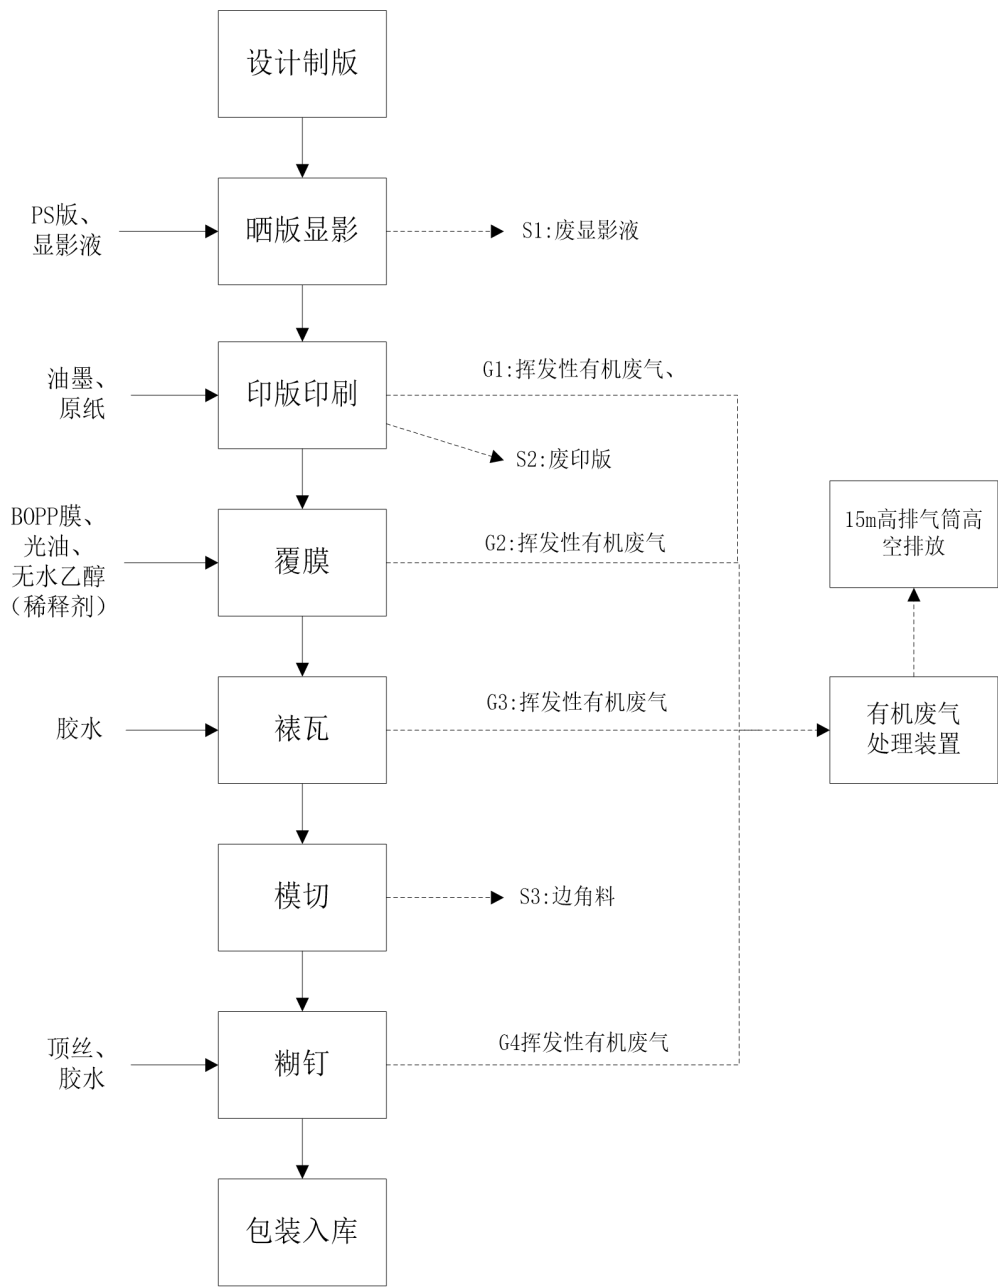 设计制版
PS版、
显影液
晒版显影
S1:废显影液
油墨、
原纸
印版印刷
G1:挥发性有机废气、
S2:废印版
BOPP膜、
光油、
无水乙醇
（稀释剂）
覆膜
G2:挥发性有机废气
15m高排气筒高
空排放
胶水
裱瓦
G3:挥发性有机废气
有机废气
处理装置
模切
S3:边角料
顶丝、
胶水
糊钉
G4挥发性有机废气
包装入库